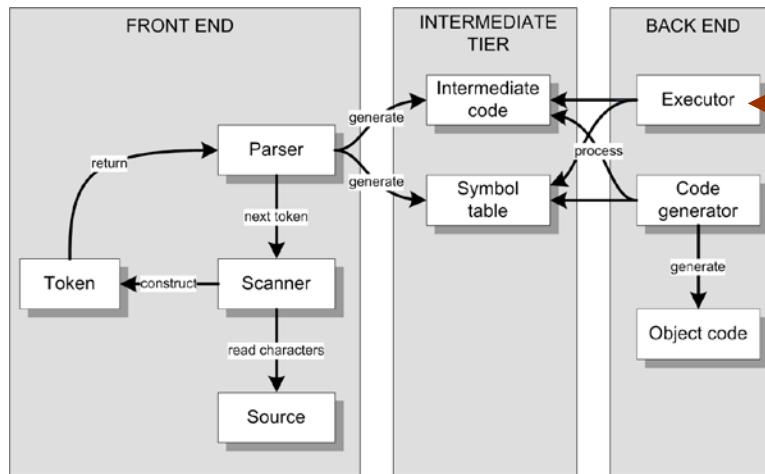 FRONT END
INTERMEDIATE
TIER
BACK END
Intermediate
code
Executor
generate
Parser
return
process
generate
Symbol
table
Code
generator
next token
Token
construct
Scanner
generate
read characters
Object code
Source